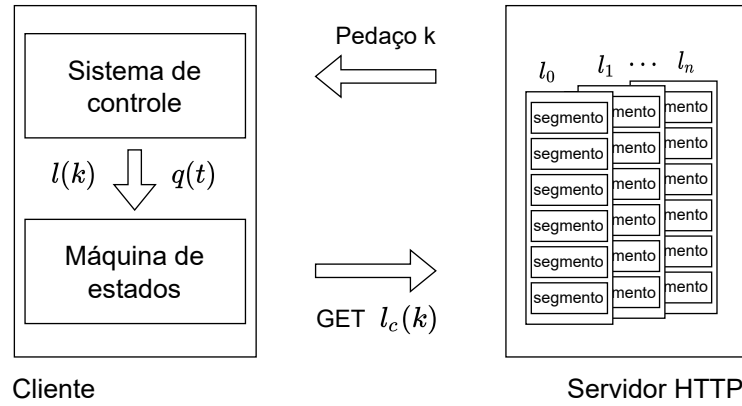 Sistema de
controle
l(k) q(t)
Máquina de
estados
Cliente
Pedaço k
GET l_c(k)
l_0 l_1 ⋯ l_n
segmento mento mento
segmento mento mento
segmento mento mento
segmento mento mento
segmento mento mento
segmento mento mento
Servidor HTTP